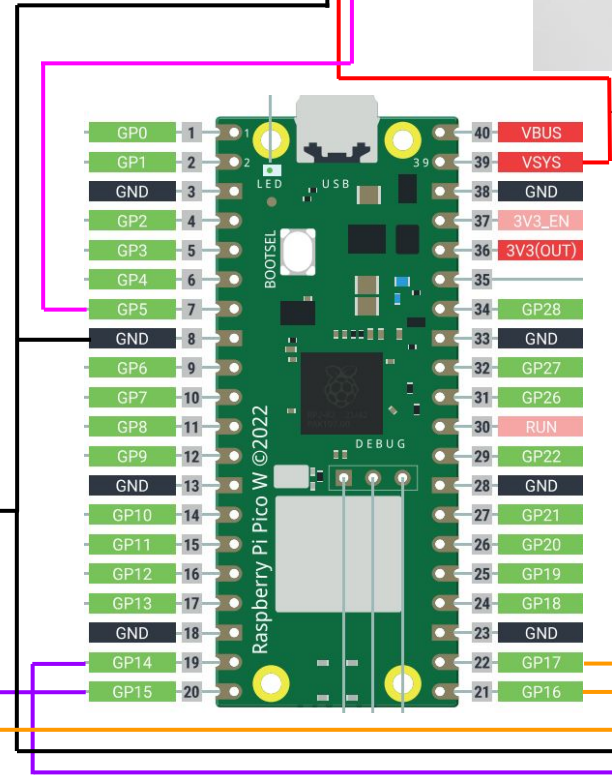 GP0 1 1 40 VBUS
GP1 2 2 39 39 VSYS
LED USB
GND 3 38 GND
GP2 4 37 3V3_EN
GP3 5 BOOTSEL 36 3V3(OUT)
GP4 6 35
GP5 7 34 GP28
GND 8 33 GND
GP6 9 32 GP27
GP7 10 31 GP26
GP8 11 30 RUN
DEBUG
GP9 12 29 GP22
GND 13 28 GND
GP10 14 27 GP21
GP11 15 26 GP20
GP12 16 25 GP19
GP13 17 24 GP18
GND 18 23 GND
GP14 19 22 GP17
GP15 20 21 GP16
Raspberry Pi Pico W ©2022